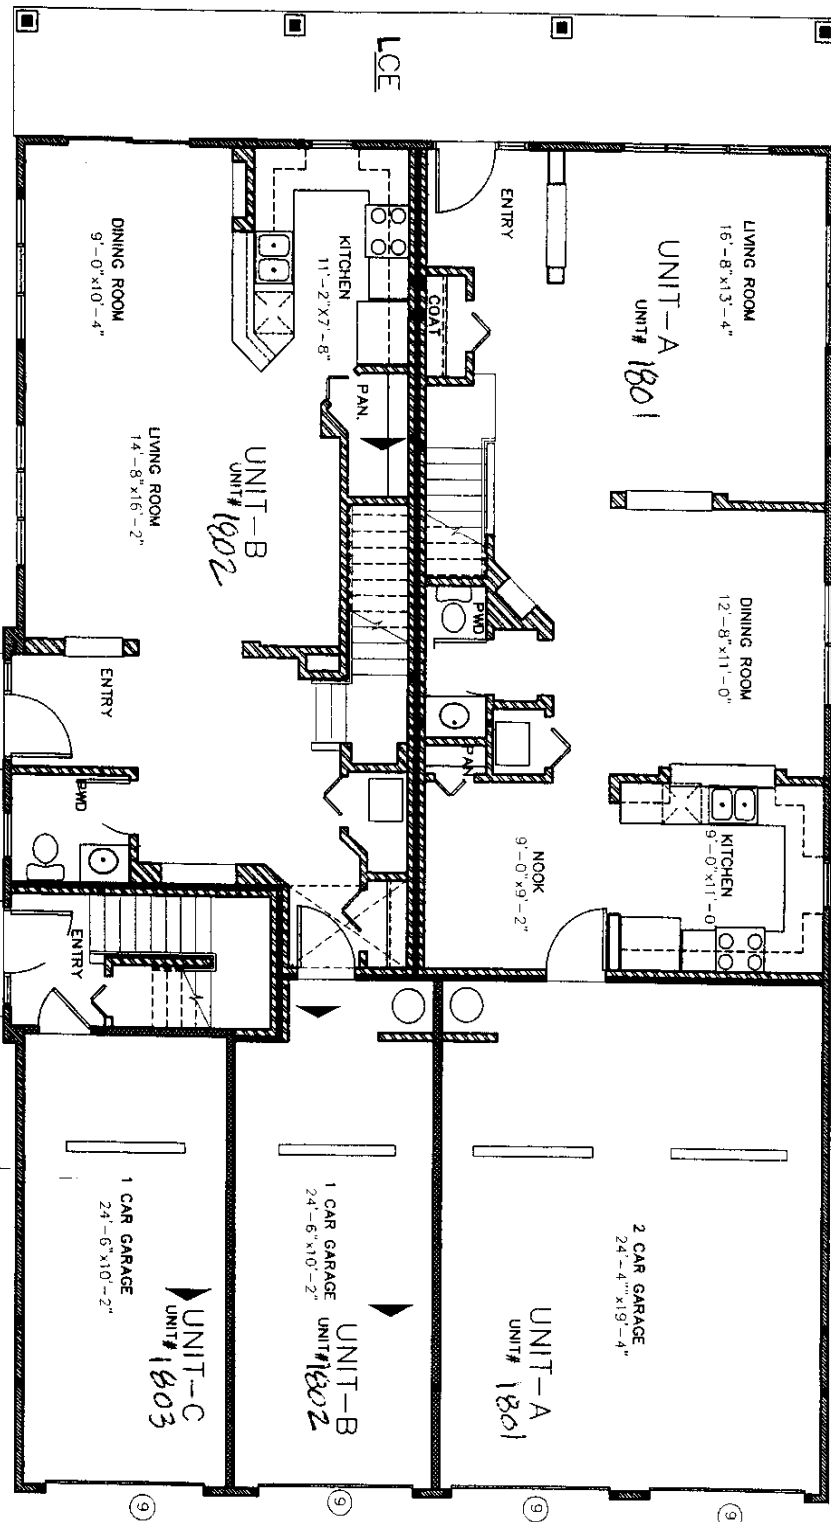 LCE
ENTRY
LIVING ROOM
16'-8"x13'-4"
UNIT-A
UNIT# 1801
COAT
KITCHEN
11'-2"X7'-8"
DINING ROOM
9'-0"x10'-4"
PAN.
LIVING ROOM
14'-8"x16'-2"
UNIT-B
UNIT# 1802
PWD
DINING ROOM
12'-8"x11'-0"
ENTRY
PAN
PWD
NOOK
9'-0"x9'-2"
KITCHEN
9'-0"x11'-0
ENTRY
1 CAR GARAGE
24'-6"x10'-2"
UNIT-C
UNIT# 1803
1 CAR GARAGE
24'-6"x10'-2"
UNIT-B
UNIT# 1802
2 CAR GARAGE
24'-4""x19'-4"
UNIT-A
UNIT# 1801
9
9
9
9